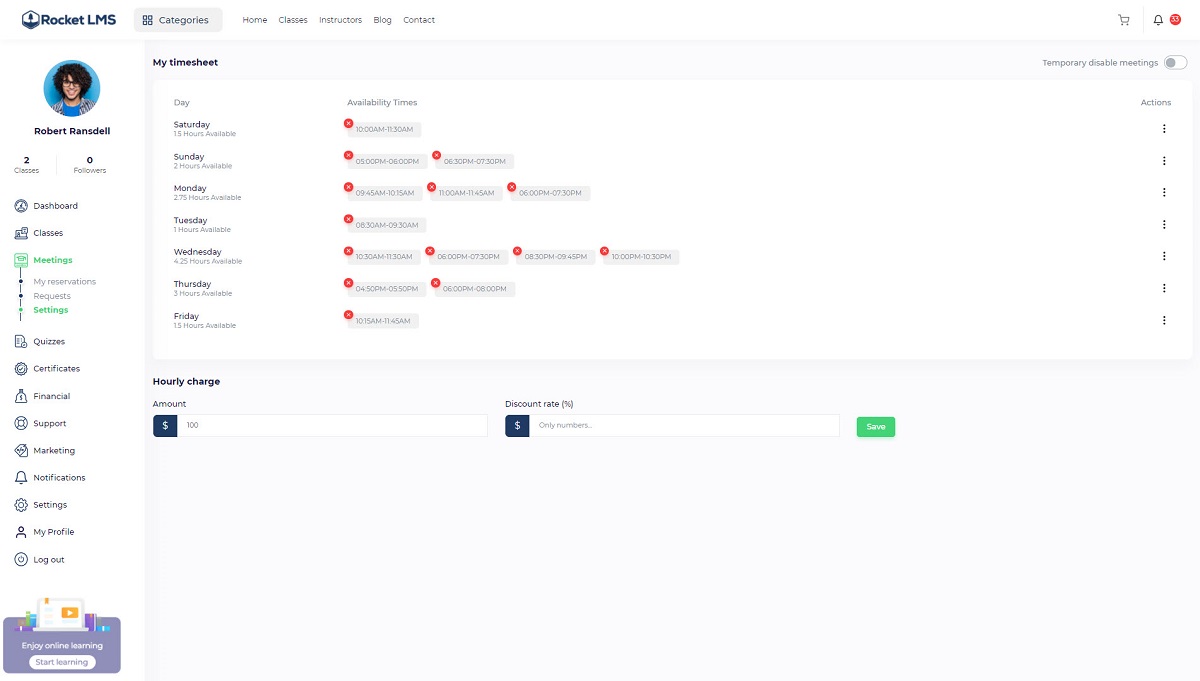 Rocket LMS
Categories
Home Classes Instructors Blog Contact
33
Robert Ransdell
2 0
Classes Followers
Dashboard
Classes
Meetings
My reservations
Requests
Settings
Quizzes
Certificates
Financial
Support
Marketing
Notifications
Settings
My Profile
Log out
Enjoy online learning
Start learning
My timesheet
Temporary disable meetings
Day Availability Times Actions
Saturday
1.5 Hours Available
10:00AM-11:30AM
Sunday
2 Hours Available
05:00PM-06:00PM 06:30PM-07:30PM
Monday
2.75 Hours Available
09:45AM-10:15AM 11:00AM-11:45AM 06:00PM-07:30PM
Tuesday
1 Hours Available
08:30AM-09:30AM
Wednesday
4.25 Hours Available
10:30AM-11:30AM 06:00PM-07:30PM 08:30PM-09:45PM 10:00PM-10:30PM
Thursday
3 Hours Available
04:50PM-05:50PM 06:00PM-08:00PM
Friday
1.5 Hours Available
10:15AM-11:45AM
Hourly charge
Amount
$ 100
Discount rate (%)
$ Only numbers...
Save